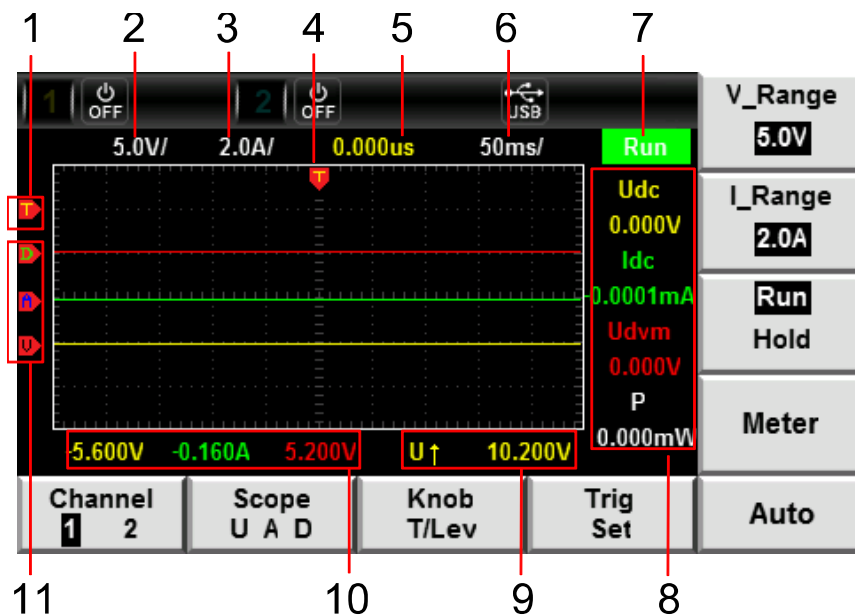 1 2 3 4 5 6 7
1 OFF 2 OFF USB
5.0V/ 2.0A/ 0.000us 50ms/ Run
T
T
D
A
V
Udc
0.000V
Idc
-0.0001mA
Udvm
0.000V
P
0.000mW
-5.600V -0.160A 5.200V U↑ 10.200V
V_Range
5.0V
I_Range
2.0A
Run
Hold
Meter
Auto
Channel
1 2
Scope
U A D
Knob
T/Lev
Trig
Set
11 10 9 8